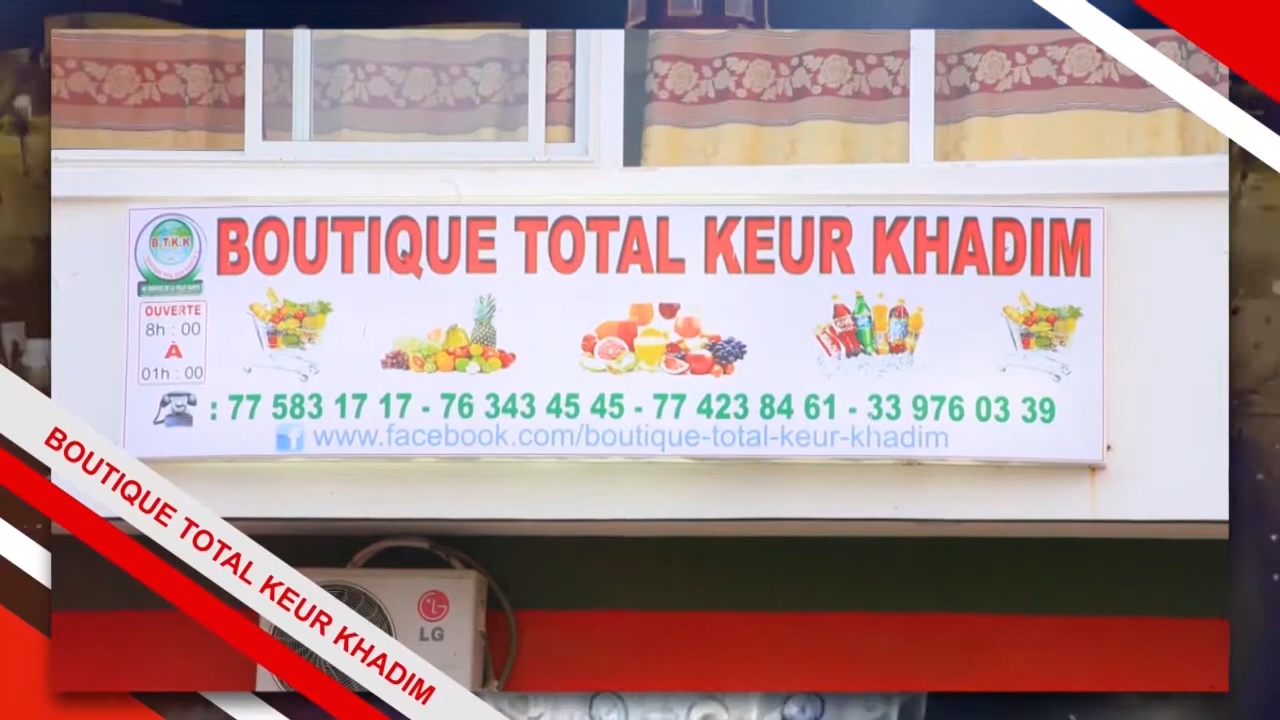 BOUTIQUE TOTAL KEUR KHADIM
B.T.K.K
OUVERTE
8h : 00
À
01h : 00
: 77 583 17 17 - 76 343 45 45 - 77 423 84 61 - 33 976 03 39
www.facebook.com/boutique-total-keur-khadim
LG
BOUTIQUE TOTAL KEUR KHADIM